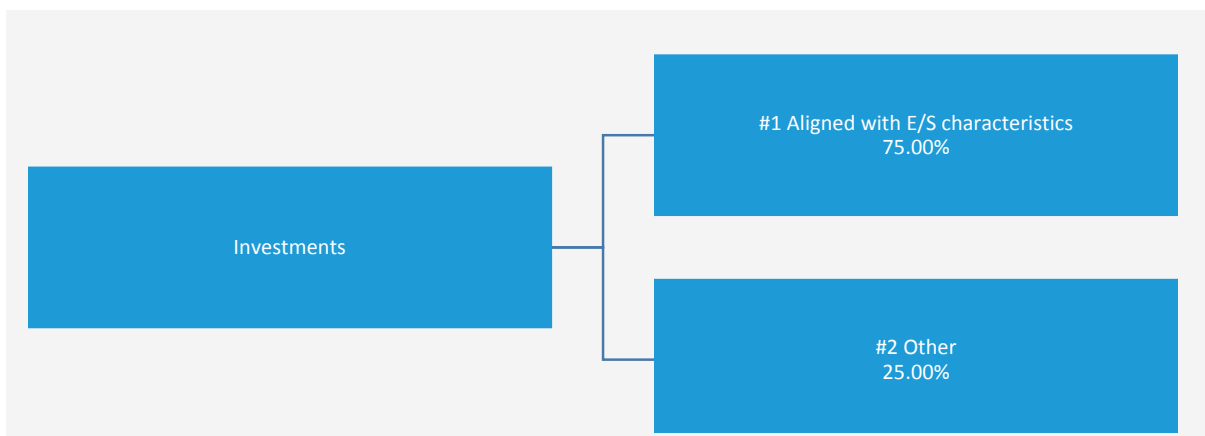 #1 Aligned with E/S characteristics
75.00%
Investments
#2 Other
25.00%